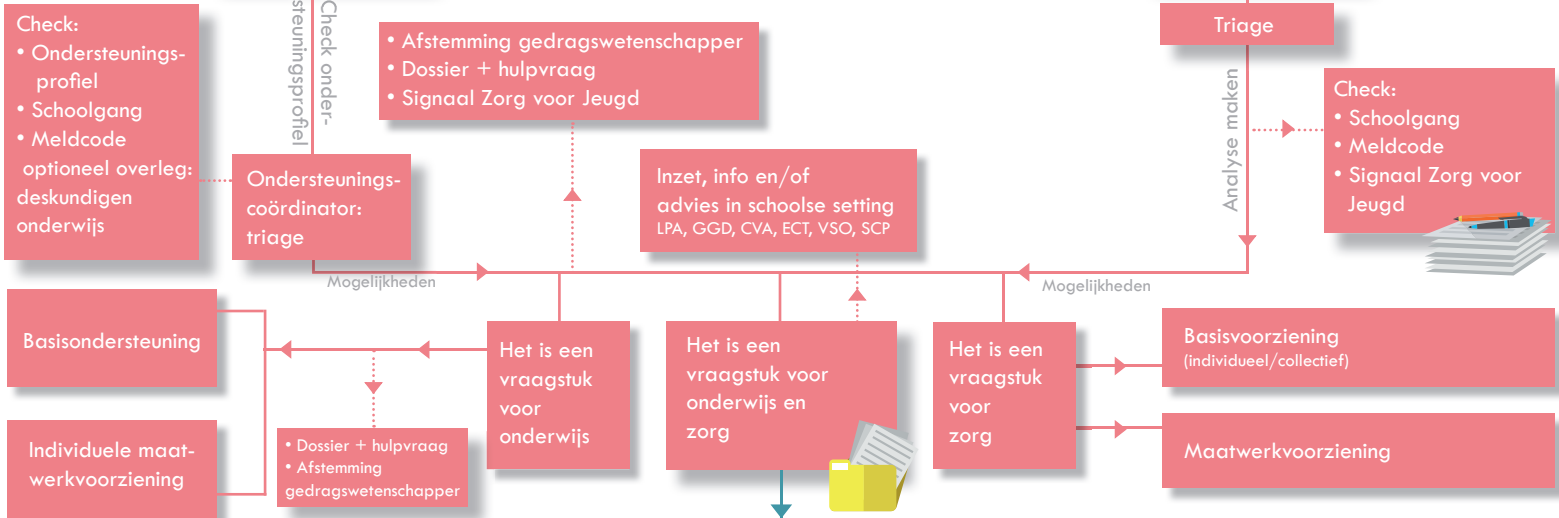 Check:
• Ondersteunings-
profiel
• Schoolgang
• Meldcode
optioneel overleg:
deskundigen
onderwijs
Check onder-
steuningsprofiel
Ondersteunings-
coördinator:
triage
• Afstemming gedragswetenschapper
• Dossier + hulpvraag
• Signaal Zorg voor Jeugd
Inzet, info en/of
advies in schoolse setting
LPA, GGD, CVA, ECT, VSO, SCP
Triage
Analyse maken
Check:
• Schoolgang
• Meldcode
• Signaal Zorg voor
Jeugd
Mogelijkheden
Mogelijkheden
Basisondersteuning
Individuele maat-
werkvoorziening
• Dossier + hulpvraag
• Afstemming
gedragswetenschapper
Het is een
vraagstuk
voor
onderwijs
Het is een
vraagstuk voor
onderwijs en
zorg
Het is een
vraagstuk
voor
zorg
Basisvoorziening
(individueel/collectief)
Maatwerkvoorziening